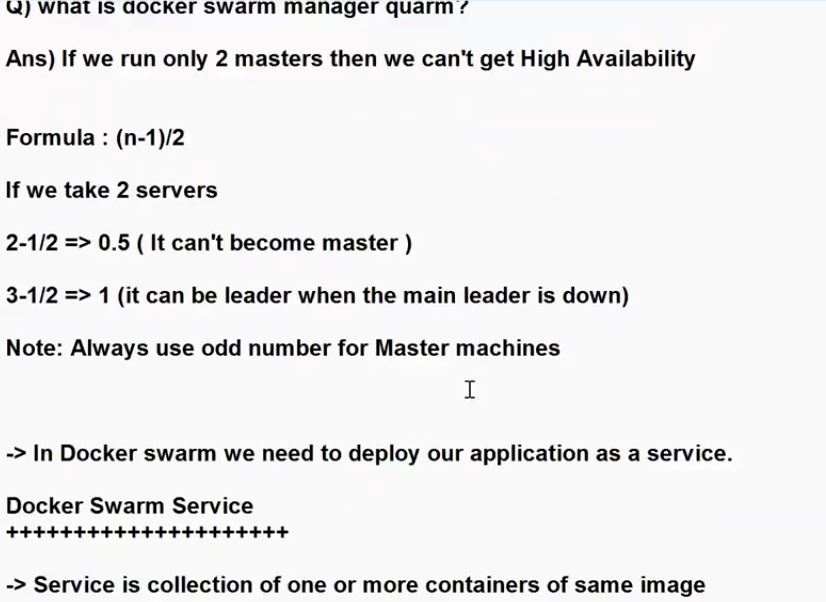 Q) what is docker swarm manager quarm?
Ans) If we run only 2 masters then we can't get High Availability
Formula : (n-1)/2
If we take 2 servers
2-1/2 => 0.5 ( It can't become master )
3-1/2 => 1 (it can be leader when the main leader is down)
Note: Always use odd number for Master machines
-> In Docker swarm we need to deploy our application as a service.
Docker Swarm Service
+++++++++++++++++++++
-> Service is collection of one or more containers of same image